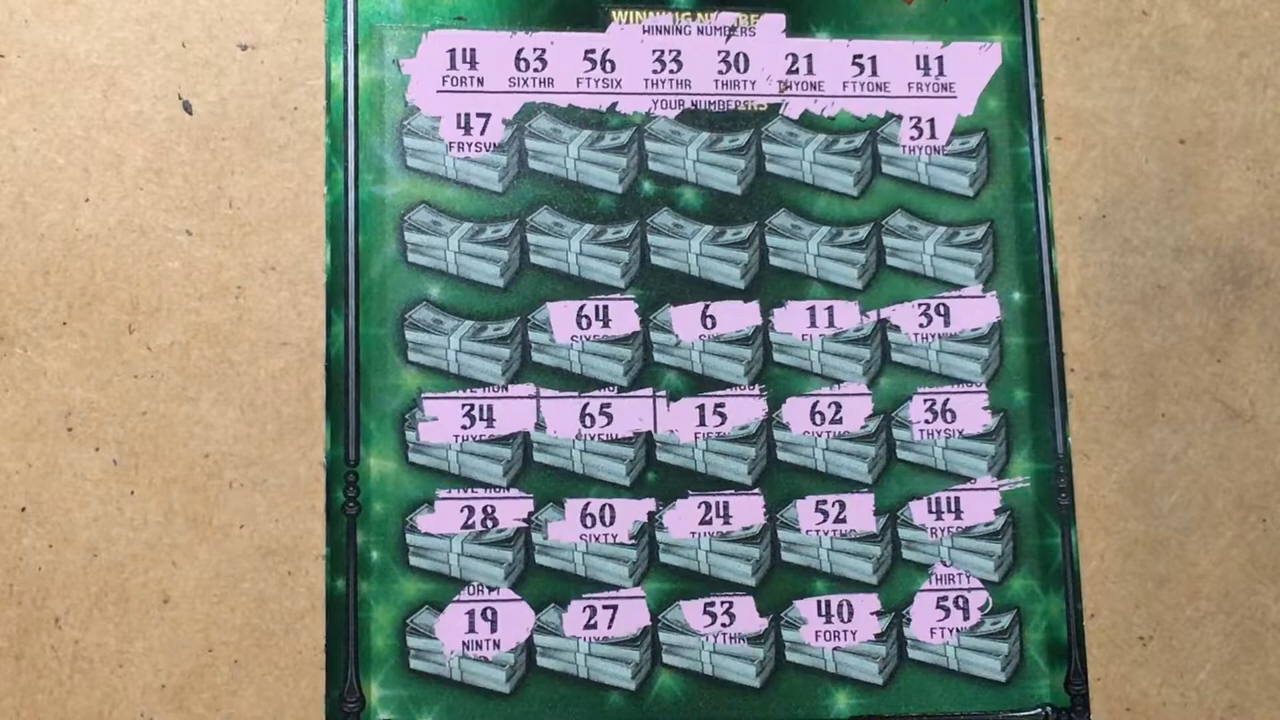 WINNING NUMBERS
14 63 56 33 30 21 51 41
FORTN SIXTHR FTYSIX THYTHR THIRTY THYONE FTYONE FRYONE
YOUR NUMBERS
47 31
FRYSVN THYONE
64 6 11 39
34 65 15 62 36
THYSIX
28 60 24 52 44
SIXTY
THIRTY
19 27 53 40 59
NINTN FORTY